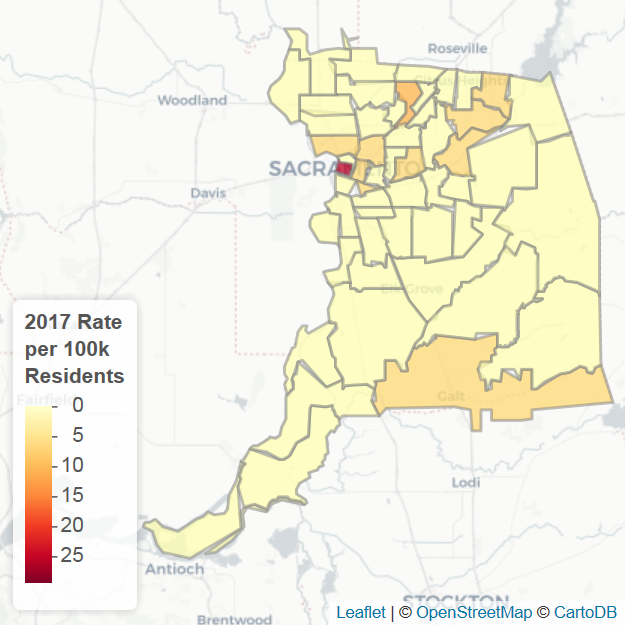 Roseville
Citrus Heights
Woodland
SACRAMENTO
Davis
Elk Grove
2017 Rate
per 100k
Residents
Fairfield
0
5
10
15
20
25
Galt
Lodi
Antioch
STOCKTON
Brentwood
Leaflet | © OpenStreetMap © CartoDB